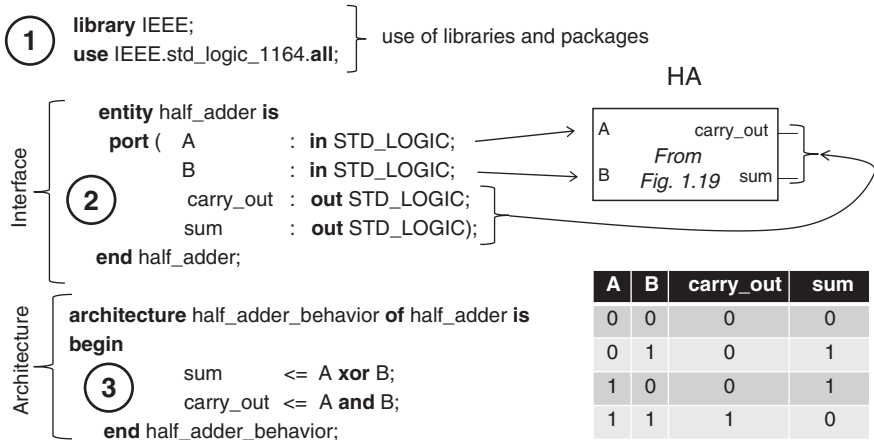 1
library IEEE;
use IEEE.std_logic_1164.all;
use of libraries and packages
Interface
2
entity half_adder is
port ( A : in STD_LOGIC;
B : in STD_LOGIC;
carry_out : out STD_LOGIC;
sum : out STD_LOGIC);
end half_adder;
HA
A carry_out
From
B Fig. 1.19 sum
Architecture
3
architecture half_adder_behavior of half_adder is
begin
sum <= A xor B;
carry_out <= A and B;
end half_adder_behavior;
A B carry_out sum
0 0 0 0
0 1 0 1
1 0 0 1
1 1 1 0